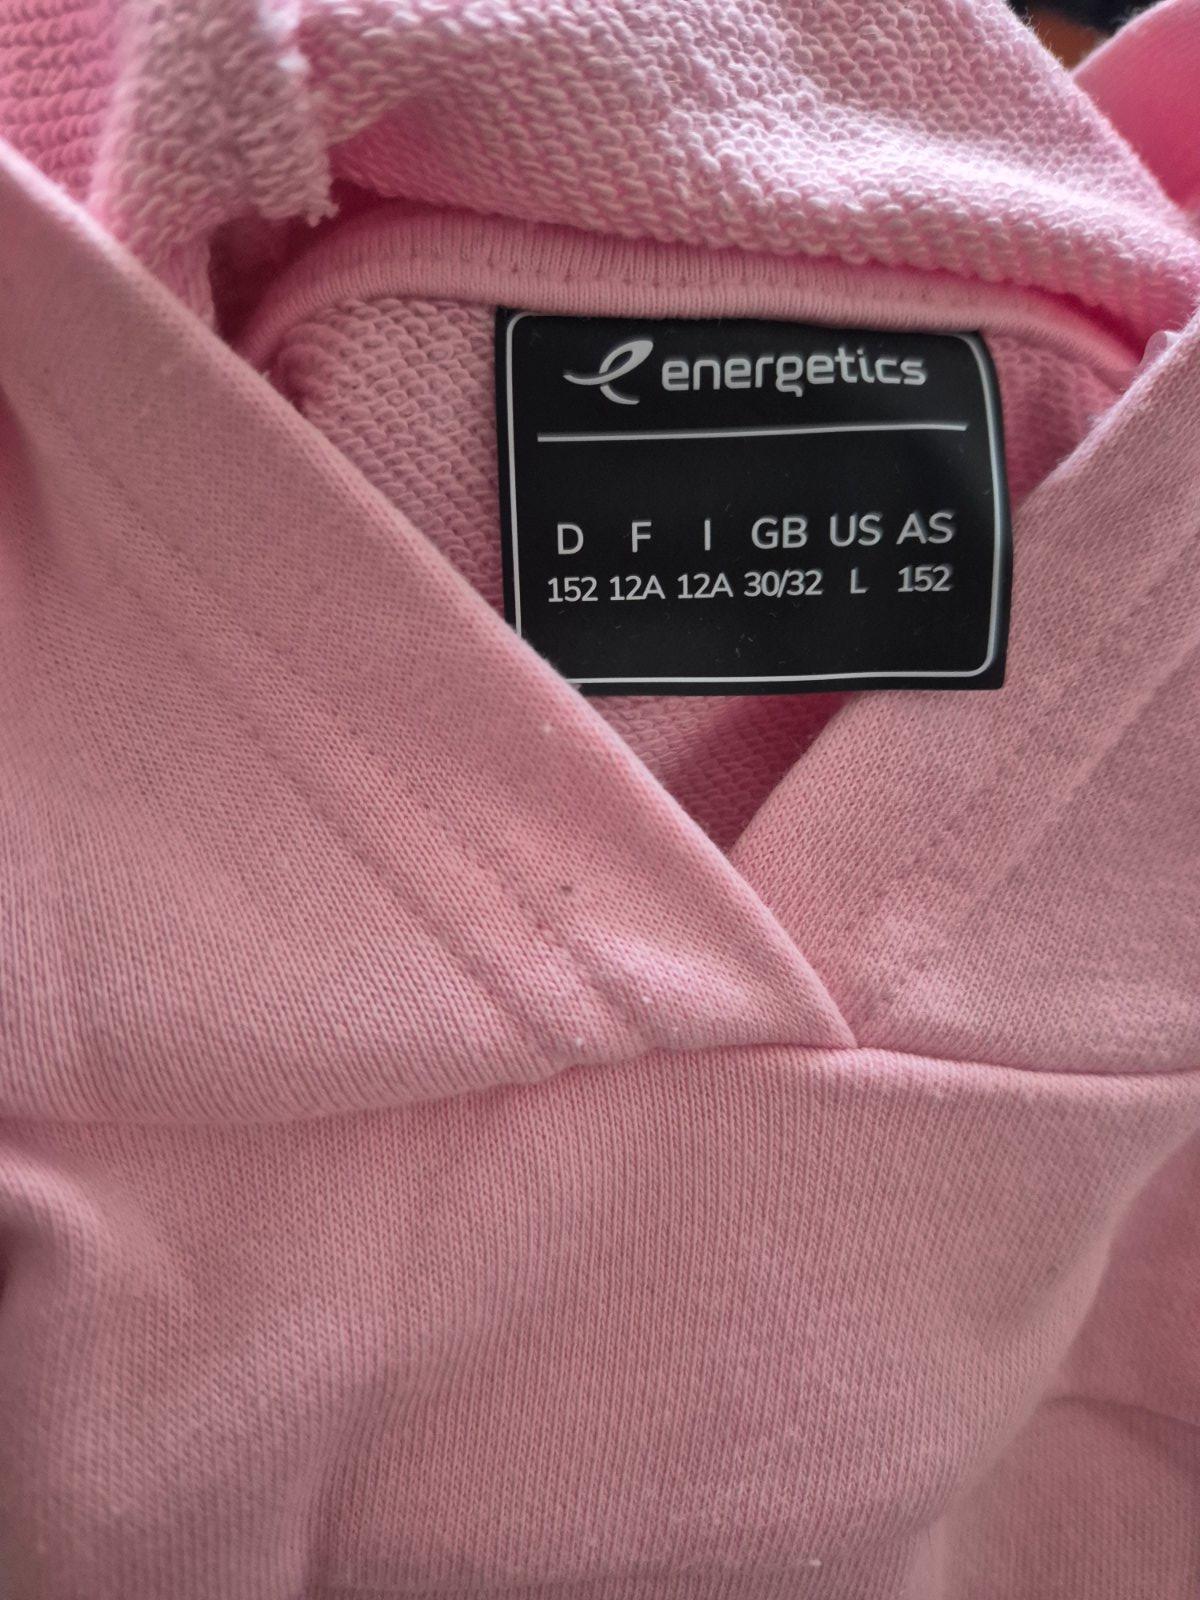 energetics
D F I GB US AS
152 12A 12A 30/32 L 152